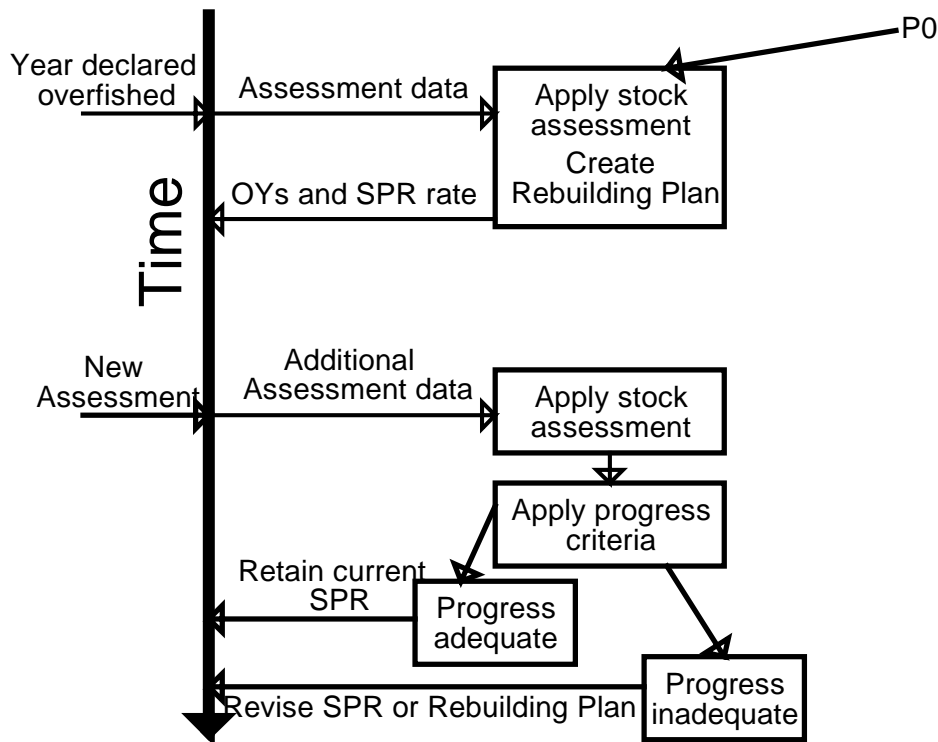 P0
Year declared
overfished
Assessment data
Apply stock
assessment
Create
Rebuilding Plan
OYs and SPR rate
Time
New
Assessment
Additional
Assessment data
Apply stock
assessment
Apply progress
criteria
Retain current
SPR
Progress
adequate
Progress
inadequate
Revise SPR or Rebuilding Plan